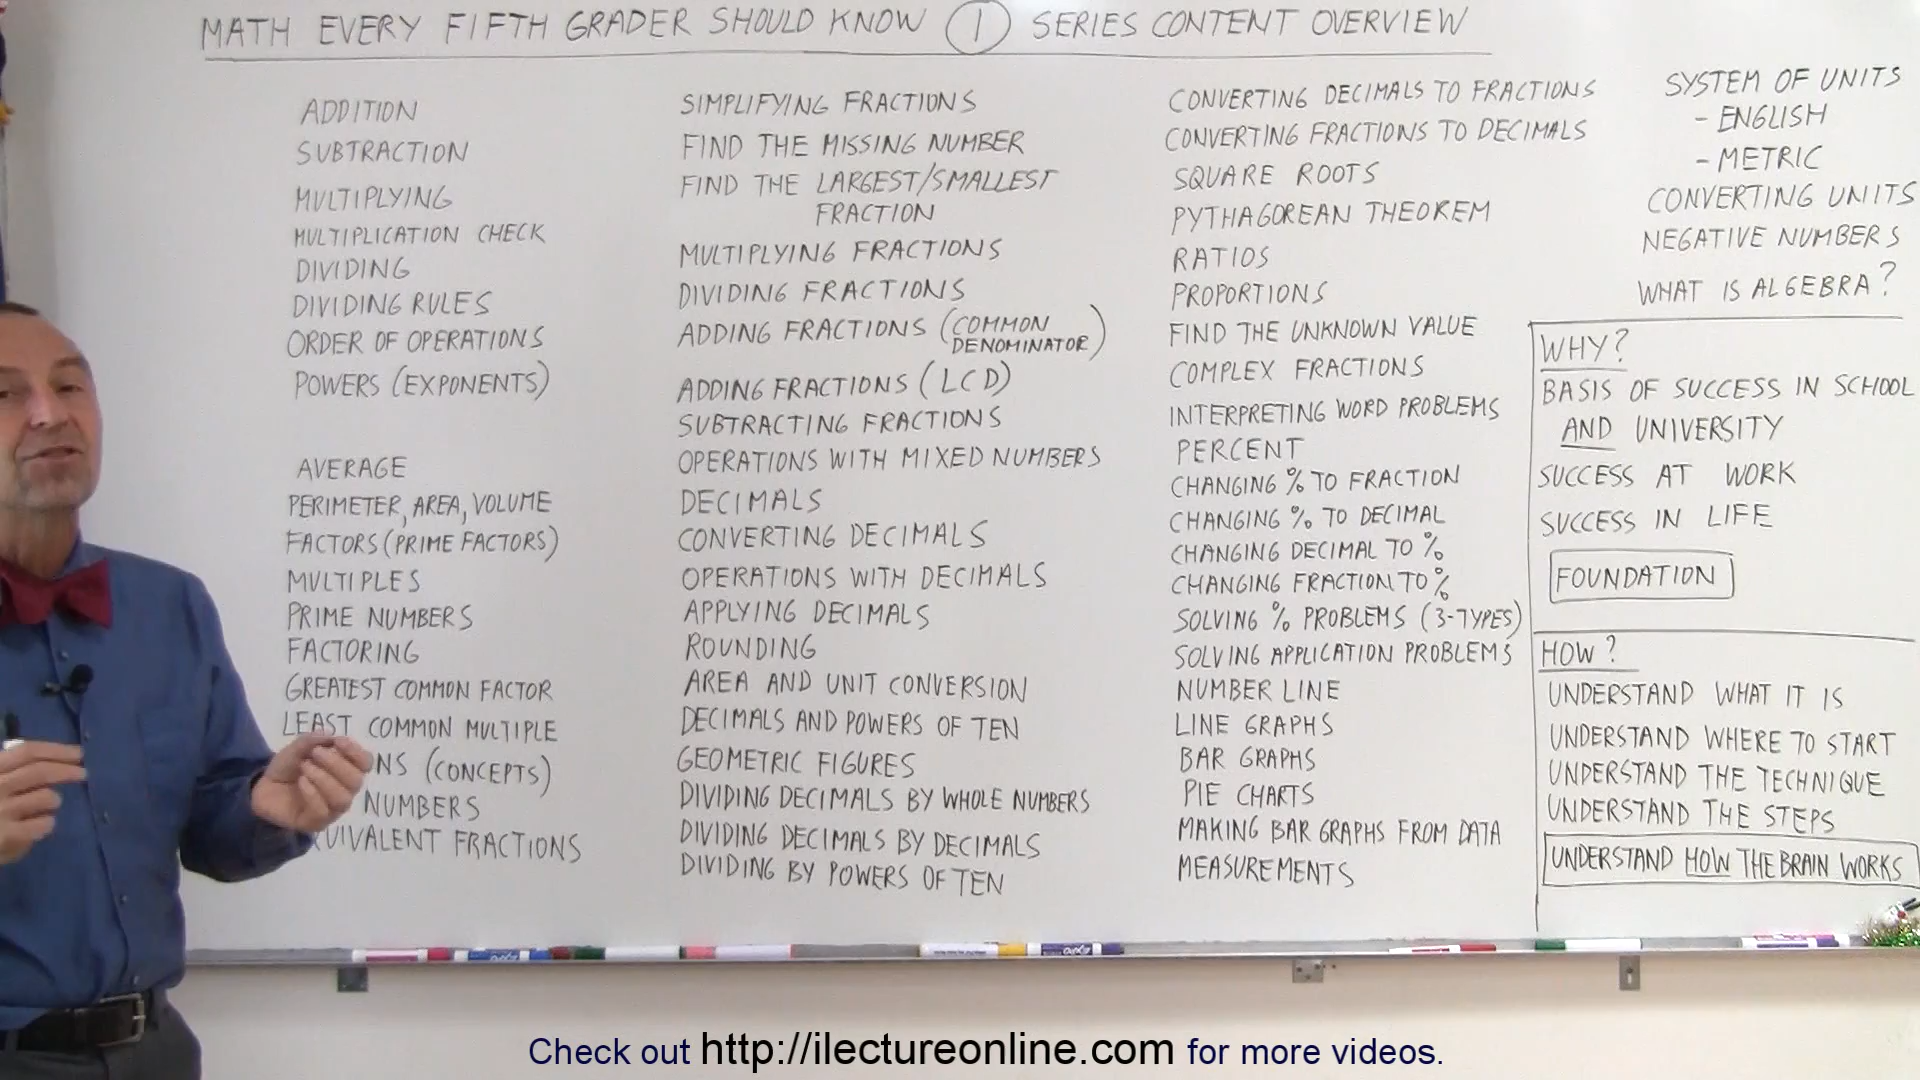 MATH EVERY FIFTH GRADER SHOULD KNOW 1 SERIES CONTENT OVERVIEW
ADDITION
SUBTRACTION
MULTIPLYING
MULTIPLICATION CHECK
DIVIDING
DIVIDING RULES
ORDER OF OPERATIONS
POWERS (EXPONENTS)
AVERAGE
PERIMETER, AREA, VOLUME
FACTORS (PRIME FACTORS)
MULTIPLES
PRIME NUMBERS
FACTORING
GREATEST COMMON FACTOR
LEAST COMMON MULTIPLE
(CONCEPTS)
NUMBERS
FRACTIONS
SIMPLIFYING FRACTIONS
FIND THE MISSING NUMBER
FIND THE LARGEST/SMALLEST
FRACTION
MULTIPLYING FRACTIONS
DIVIDING FRACTIONS
ADDING FRACTIONS (COMMON
DENOMINATOR)
ADDING FRACTIONS (LCD)
SUBTRACTING FRACTIONS
OPERATIONS WITH MIXED NUMBERS
DECIMALS
CONVERTING DECIMALS
OPERATIONS WITH DECIMALS
APPLYING DECIMALS
ROUNDING
AREA AND UNIT CONVERSION
DECIMALS AND POWERS OF TEN
GEOMETRIC FIGURES
DIVIDING DECIMALS BY WHOLE NUMBERS
DIVIDING DECIMALS BY DECIMALS
DIVIDING BY POWERS OF TEN
CONVERTING DECIMALS TO FRACTIONS
CONVERTING FRACTIONS TO DECIMALS
SQUARE ROOTS
PYTHAGOREAN THEOREM
RATIOS
PROPORTIONS
FIND THE UNKNOWN VALUE
COMPLEX FRACTIONS
INTERPRETING WORD PROBLEMS
PERCENT
CHANGING % TO FRACTION
CHANGING % TO DECIMAL
CHANGING DECIMAL TO %
CHANGING FRACTION TO %
SOLVING % PROBLEMS (3-TYPES)
SOLVING APPLICATION PROBLEMS
NUMBER LINE
LINE GRAPHS
BAR GRAPHS
PIE CHARTS
MAKING BAR GRAPHS FROM DATA
MEASUREMENTS
SYSTEM OF UNITS
- ENGLISH
- METRIC
CONVERTING UNITS
NEGATIVE NUMBERS
WHAT IS ALGEBRA?
WHY?
BASIS OF SUCCESS IN SCHOOL
AND UNIVERSITY
SUCCESS AT WORK
SUCCESS IN LIFE
FOUNDATION
HOW?
UNDERSTAND WHAT IT IS
UNDERSTAND WHERE TO START
UNDERSTAND THE TECHNIQUE
UNDERSTAND THE STEPS
UNDERSTAND HOW THE BRAIN WORKS
Check out http://ilectureonline.com for more videos.